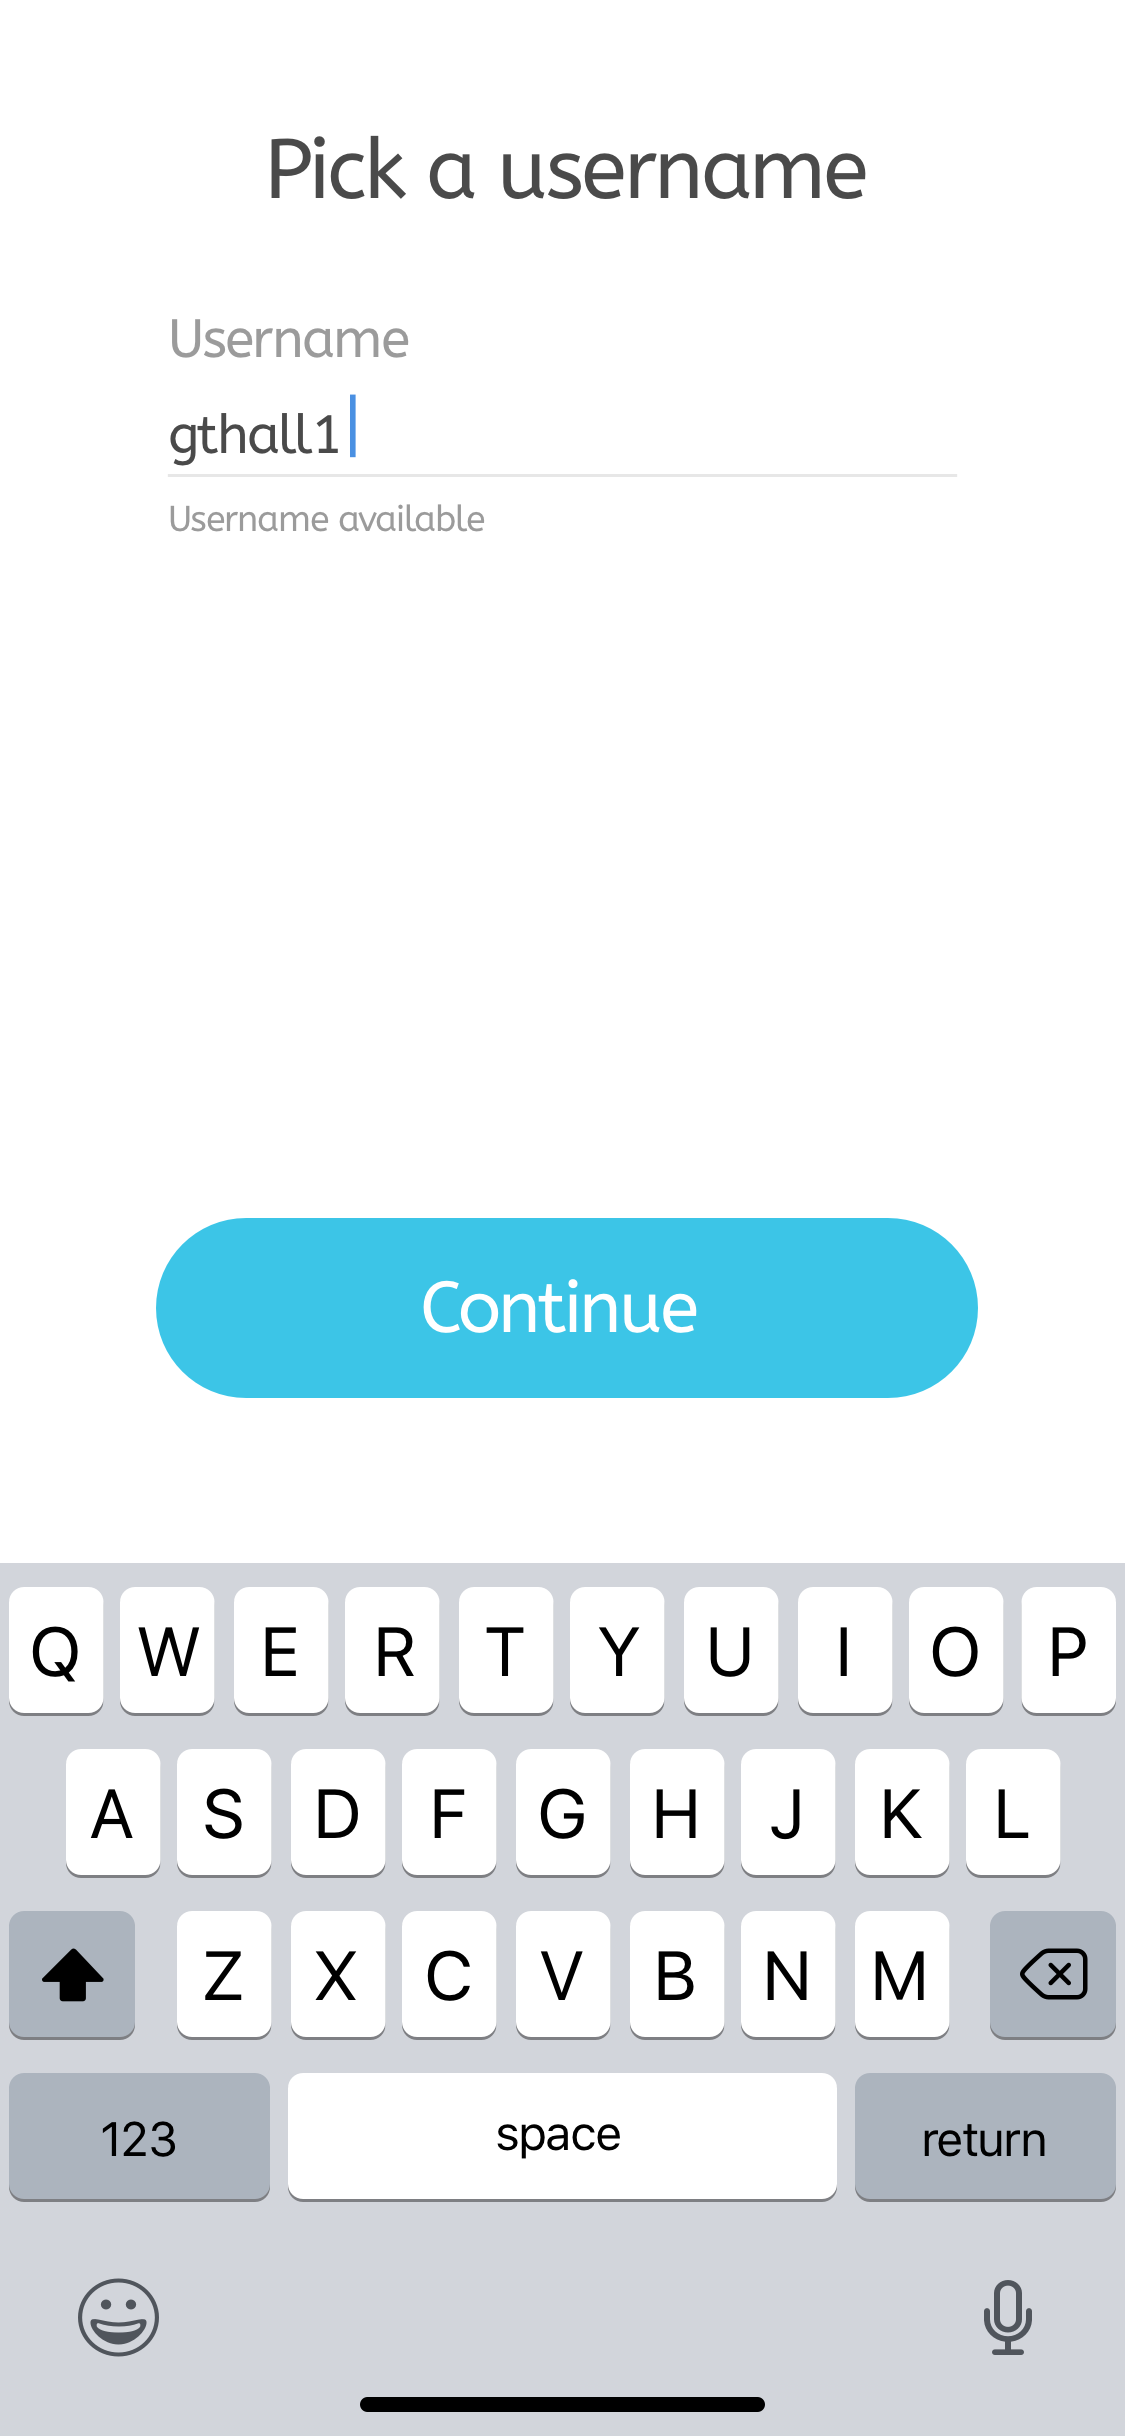 Pick a username
Username
gthall1
Username available
Continue
Q W E R T Y U I O P
A S D F G H J K L
Z X C V B N M
123 space return